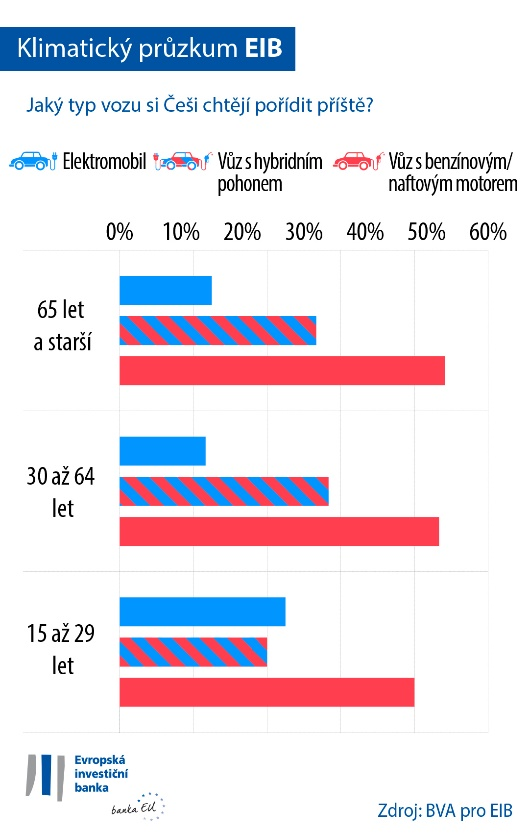 Klimatický průzkum EIB
Jaký typ vozu si Češi chtějí pořídit příště?
Elektromobil
Vůz s hybridním
pohonem
Vůz s benzínovým/
naftovým motorem
0% 10% 20% 30% 40% 50% 60%
65 let
a starší
30 až 64
let
15 až 29
let
Evropská
investiční
banka
banka EU
Zdroj: BVA pro EIB